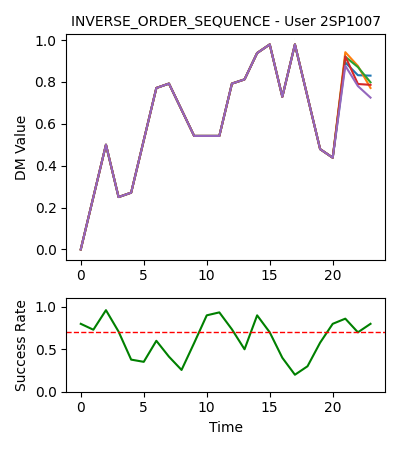 INVERSE_ORDER_SEQUENCE - User 2SP1007
DM Value
1.0
0.8
0.6
0.4
0.2
0.0
0 5 10 15 20
Success Rate
1.0
0.5
0.0
0 5 10 15 20
Time